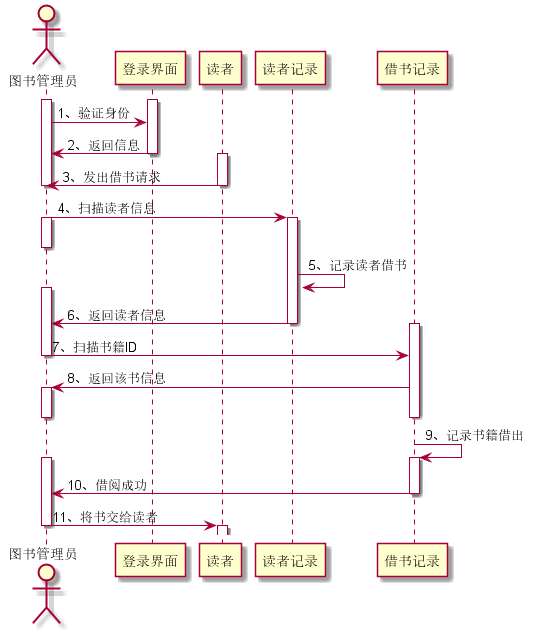 图书管理员
登录界面
读者
读者记录
借书记录
1、验证身份
2、返回信息
3、发出借书请求
4、扫描读者信息
5、记录读者借书
6、返回读者信息
7、扫描书籍ID
8、返回该书信息
9、记录书籍借出
10、借阅成功
11、将书交给读者
图书管理员
登录界面
读者
读者记录
借书记录